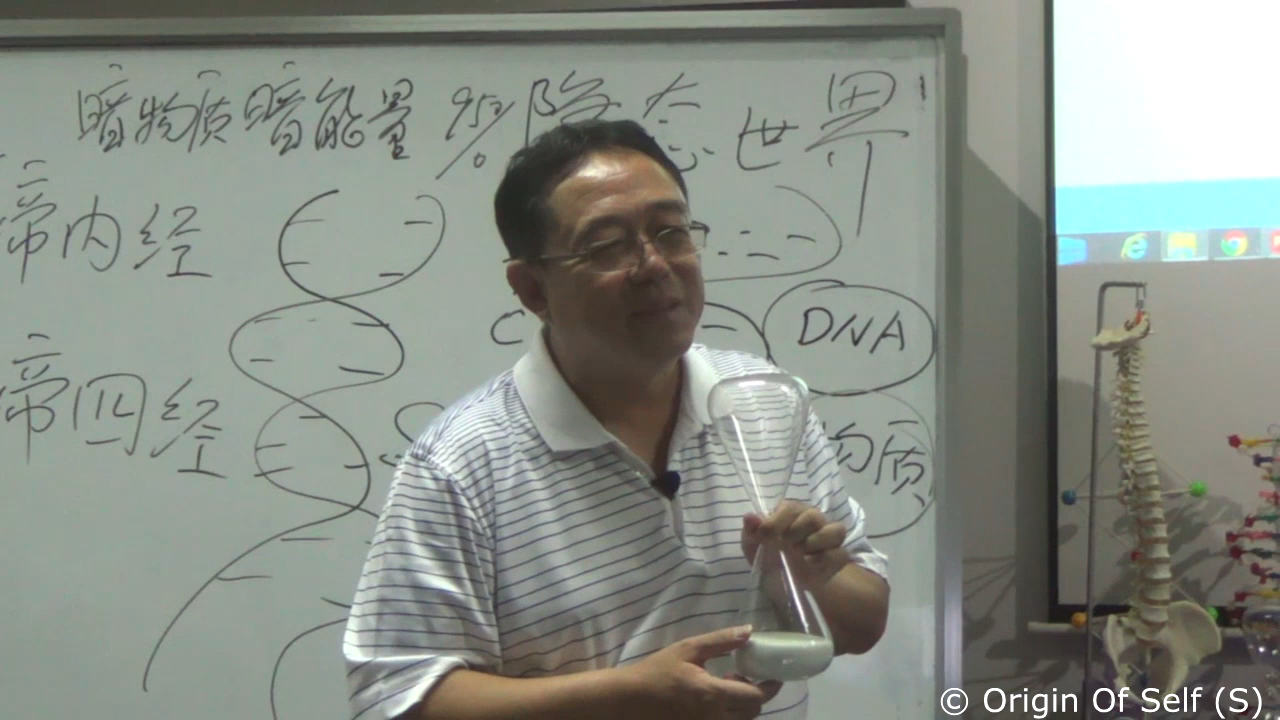 暗物质暗能量 95% 隐态世界
帝内经
帝四经
DNA
物质
© Origin Of Self (S)